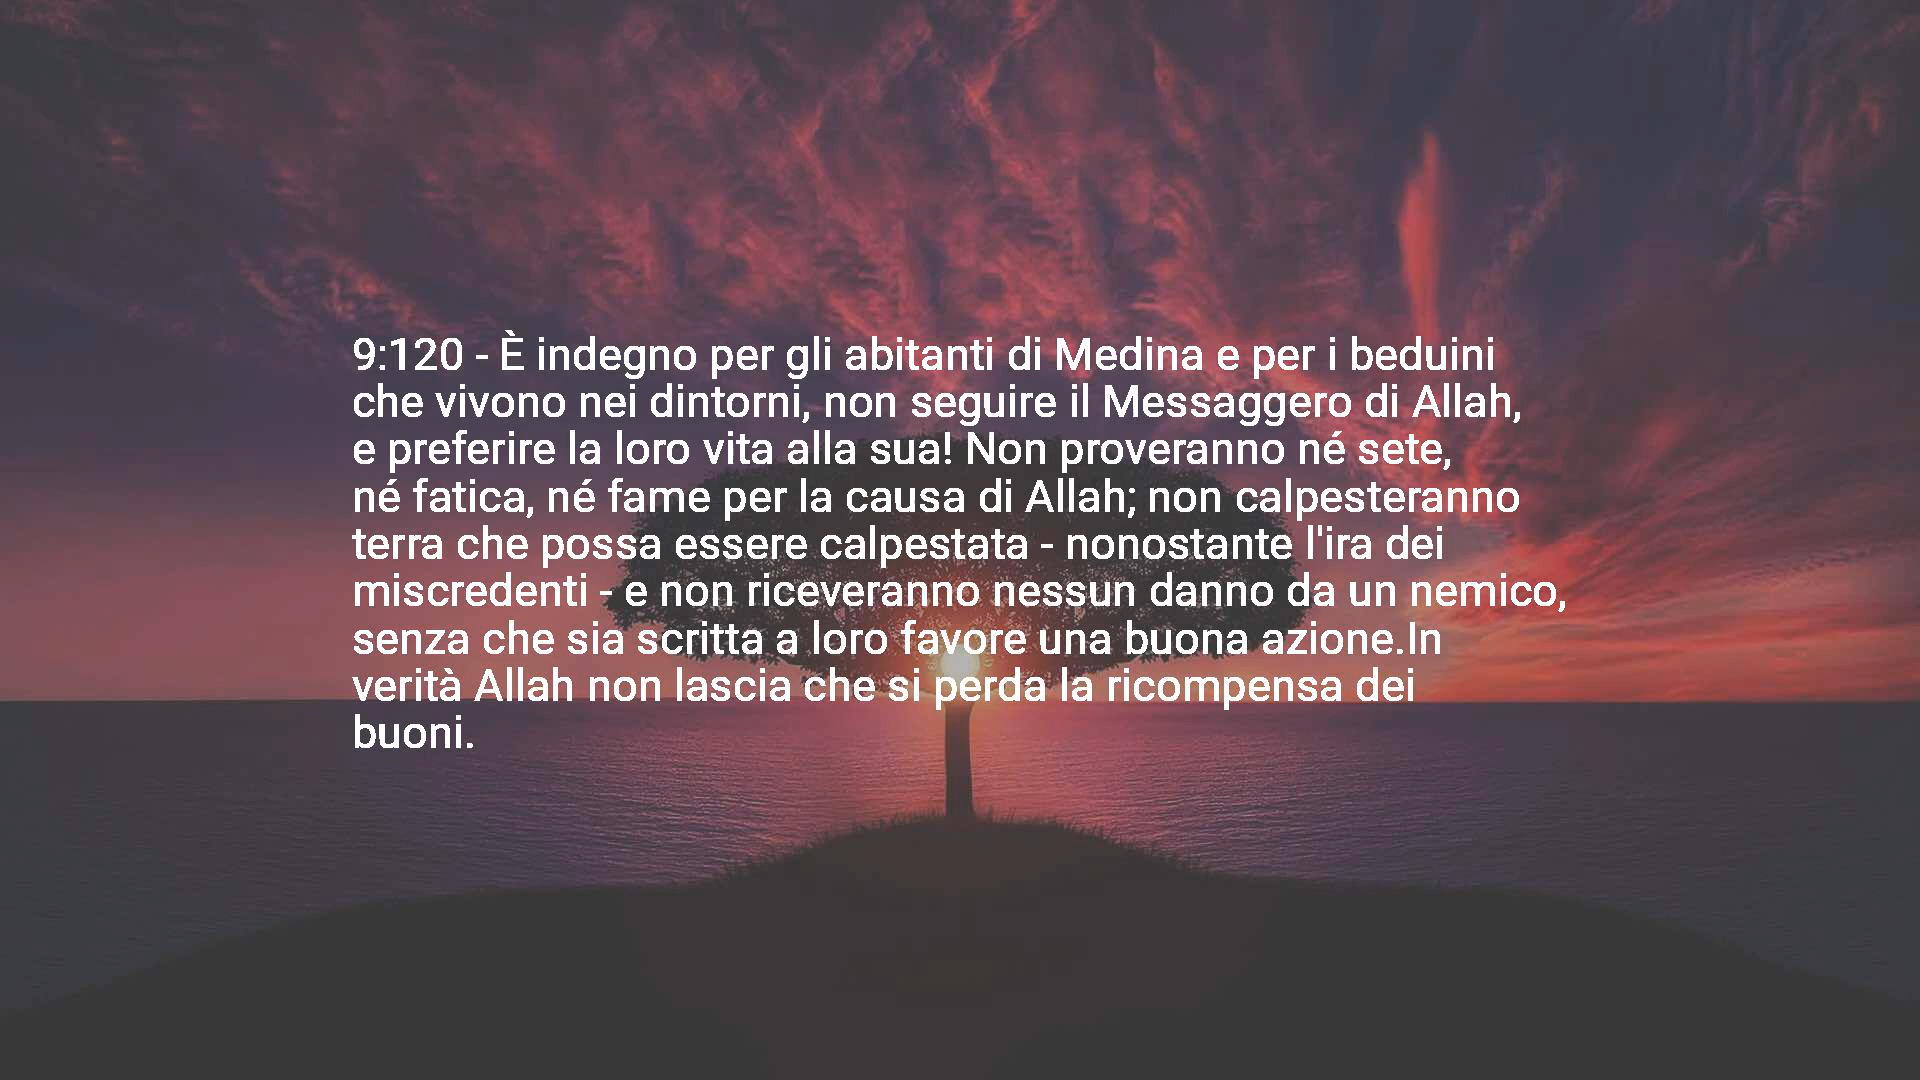 9:120 - È indegno per gli abitanti di Medina e per i beduini
che vivono nei dintorni, non seguire il Messaggero di Allah,
e preferire la loro vita alla sua! Non proveranno né sete,
né fatica, né fame per la causa di Allah; non calpesteranno
terra che possa essere calpestata - nonostante l'ira dei
miscredenti - e non riceveranno nessun danno da un nemico,
senza che sia scritta a loro favore una buona azione.In
verità Allah non lascia che si perda la ricompensa dei
buoni.